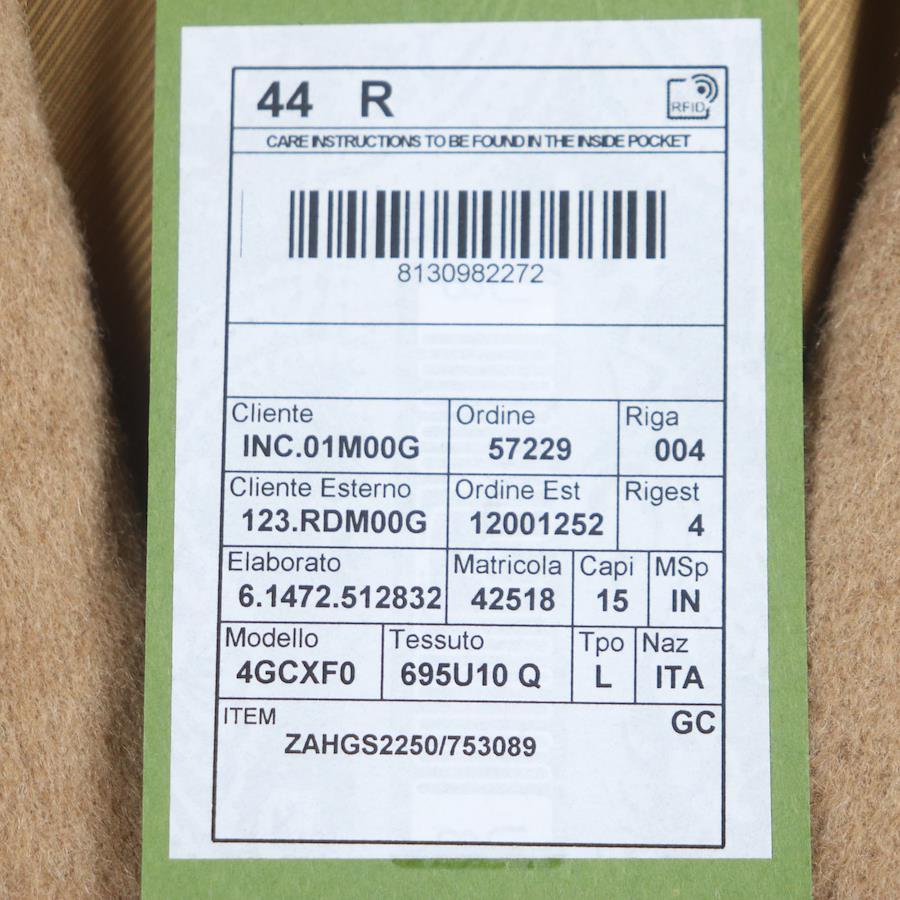 44 R
RFID
CARE INSTRUCTIONS TO BE FOUND IN THE INSIDE POCKET
8130982272
Cliente Ordine Riga
INC.01M00G 57229 004
Cliente Esterno Ordine Est Rigest
123.RDM00G 12001252 4
Elaborato Matricola Capi MSp
6.1472.512832 42518 15 IN
Modello Tessuto Tpo Naz
4GCXF0 695U10 Q L ITA
ITEM GC
ZAHGS2250/753089